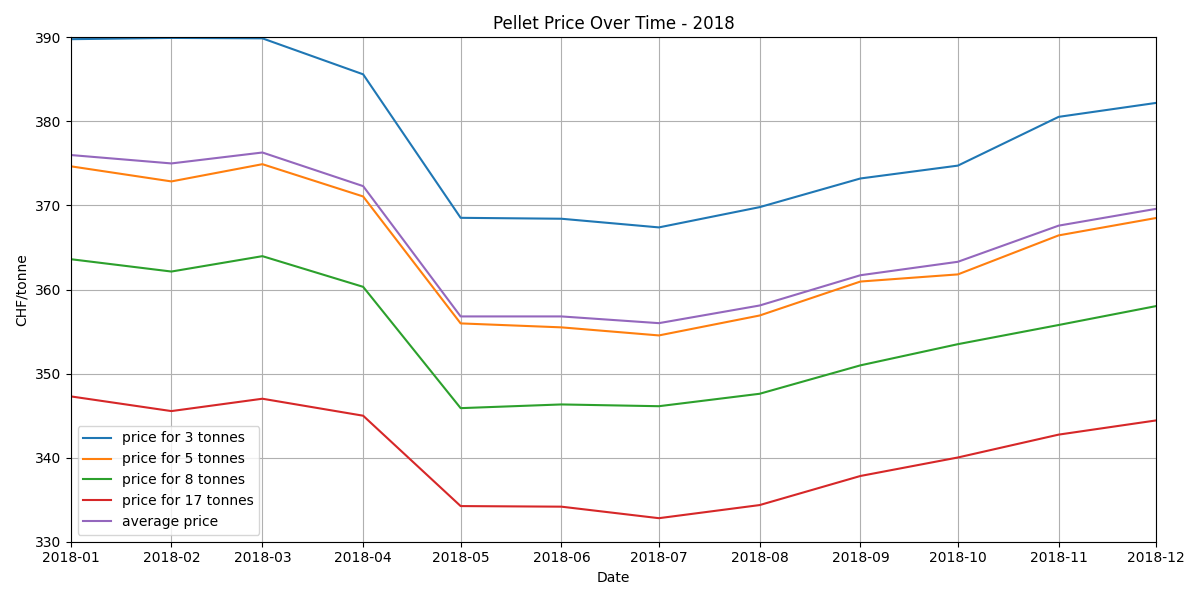 Pellet Price Over Time - 2018
CHF/tonne
390
380
370
360
350
340
330
price for 3 tonnes
price for 5 tonnes
price for 8 tonnes
price for 17 tonnes
average price
2018-01 2018-02 2018-03 2018-04 2018-05 2018-06 2018-07 2018-08 2018-09 2018-10 2018-11 2018-12
Date